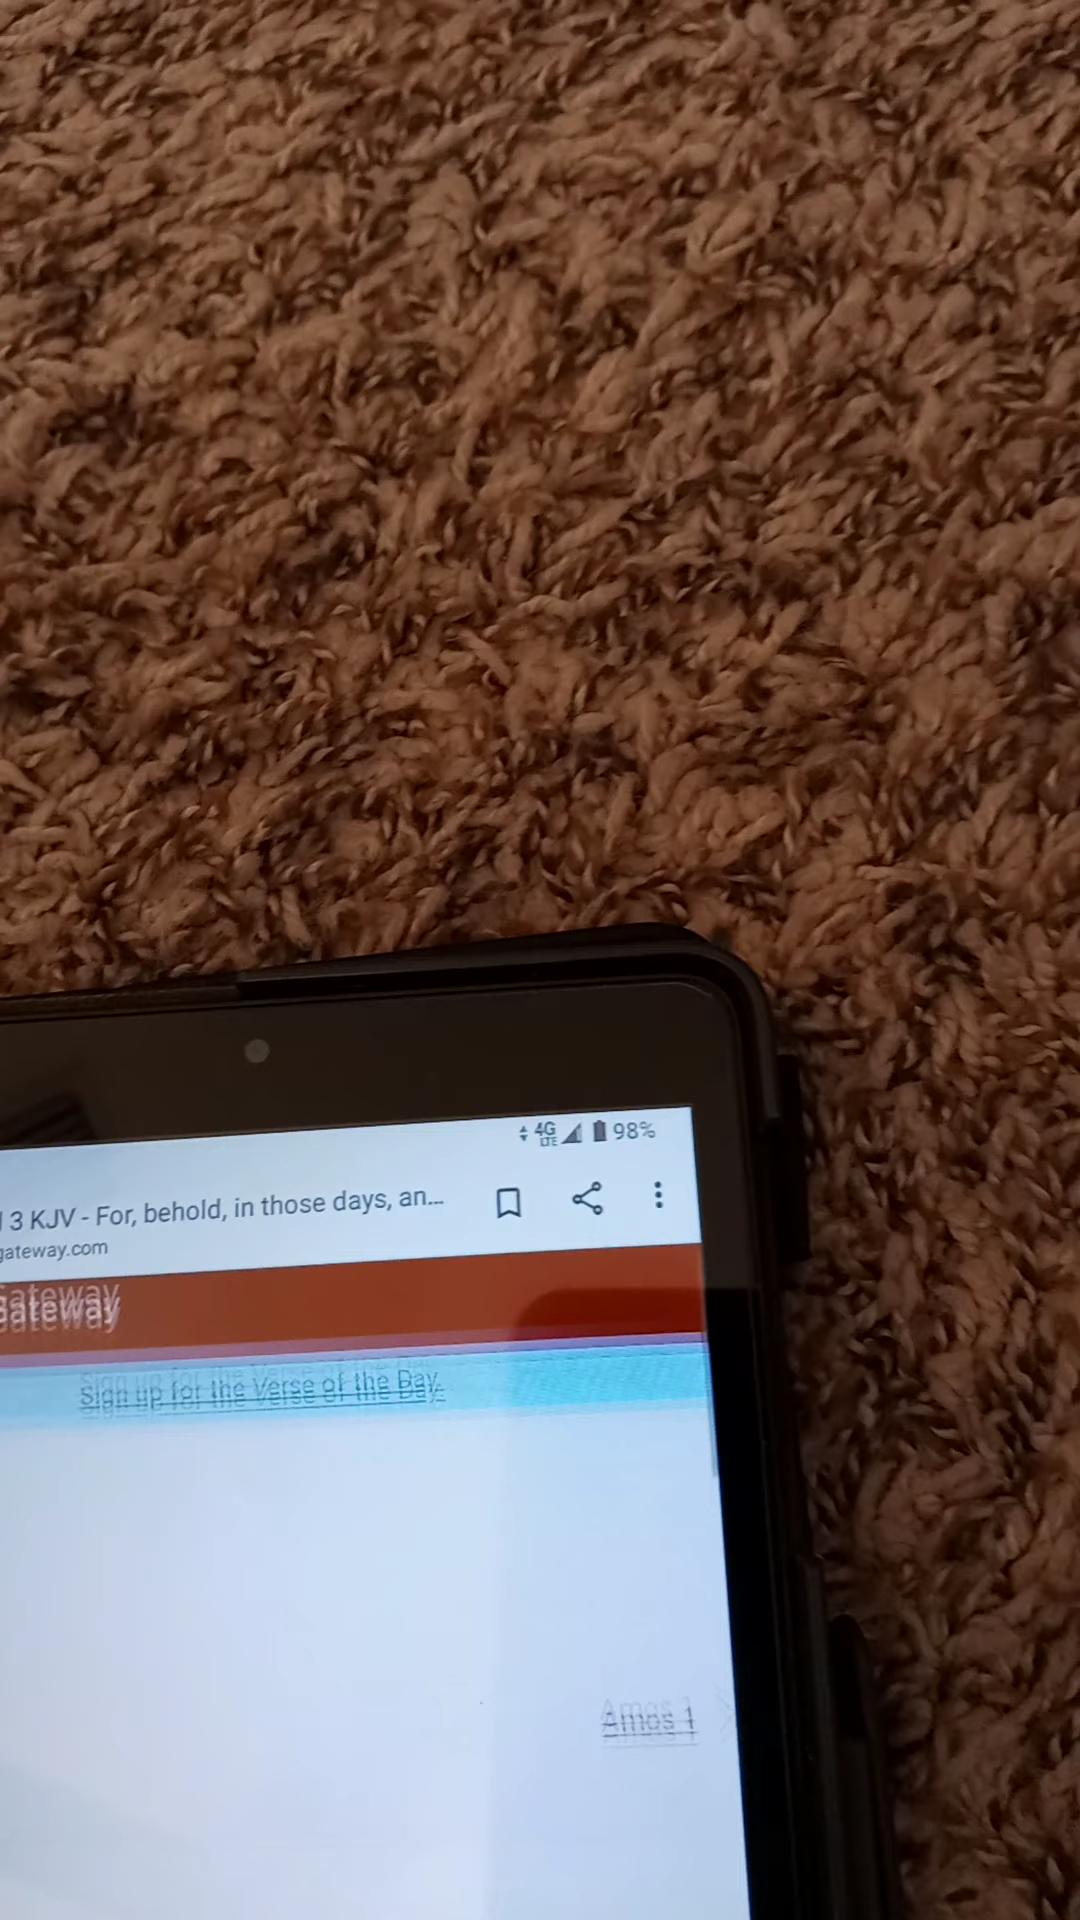 4G LTE 98%
3 KJV - For, behold, in those days, an...
gateway.com
Gateway
Sign up for the Verse of the Day.
Amos 1